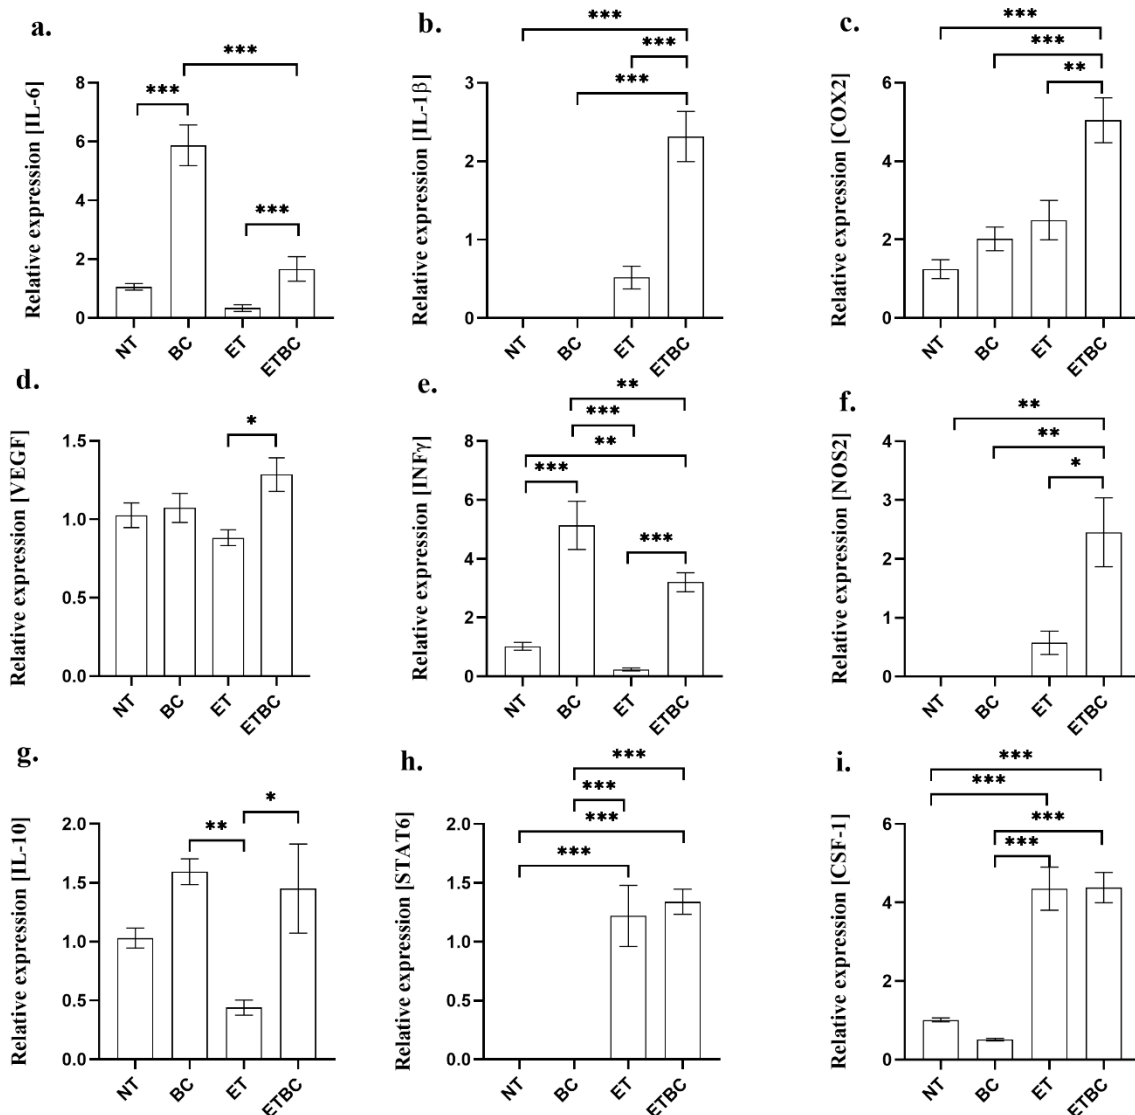 a.
***
***
***
Relative expression [IL-6]
8
6
4
2
0
NT
BC
ET
ETBC
b.
***
***
***
Relative expression [IL-1β]
3
2
1
0
NT
BC
ET
ETBC
c.
***
***
**
Relative expression [COX2]
6
4
2
0
NT
BC
ET
ETBC
d.
*
Relative expression [VEGF]
1.5
1.0
0.5
0.0
NT
BC
ET
ETBC
e.
**
***
**
***
***
Relative expression [INFγ]
8
6
4
2
0
NT
BC
ET
ETBC
f.
**
**
*
Relative expression [NOS2]
4
3
2
1
0
NT
BC
ET
ETBC
g.
*
**
Relative expression [IL-10]
2.0
1.5
1.0
0.5
0.0
NT
BC
ET
ETBC
h.
***
***
***
***
Relative expression [STAT6]
2.0
1.5
1.0
0.5
0.0
NT
BC
ET
ETBC
i.
***
***
***
***
Relative expression [CSF-1]
6
4
2
0
NT
BC
ET
ETBC